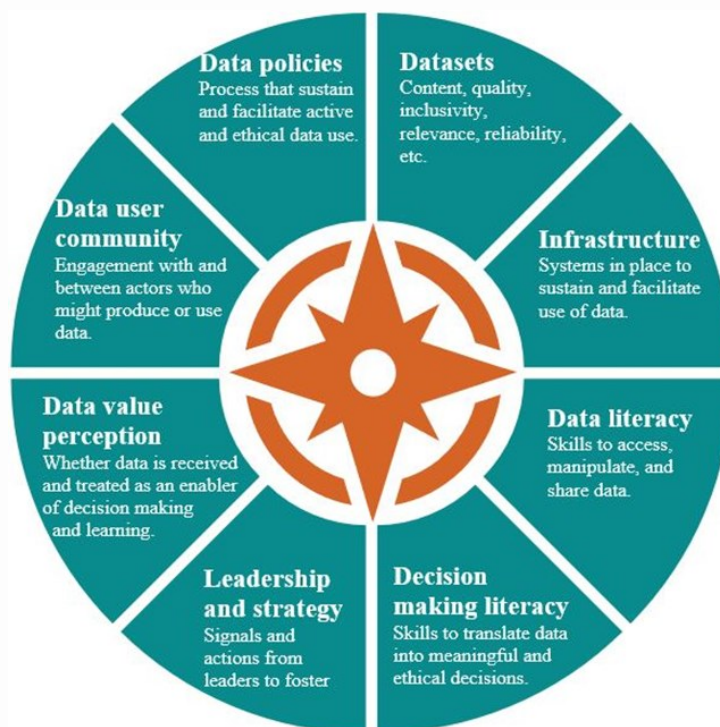 Data policies
Process that sustain
and facilitate active
and ethical data use.
Datasets
Content, quality,
inclusivity,
relevance, reliability,
etc.
Infrastructure
Systems in place to
sustain and facilitate
use of data.
Data literacy
Skills to access,
manipulate, and
share data.
Decision
making literacy
Skills to translate data
into meaningful and
ethical decisions.
Leadership
and strategy
Signals and
actions from
leaders to foster
Data value
perception
Whether data is received
and treated as an enabler
of decision making
and learning.
Data user
community
Engagement with and
between actors who
might produce or use
data.